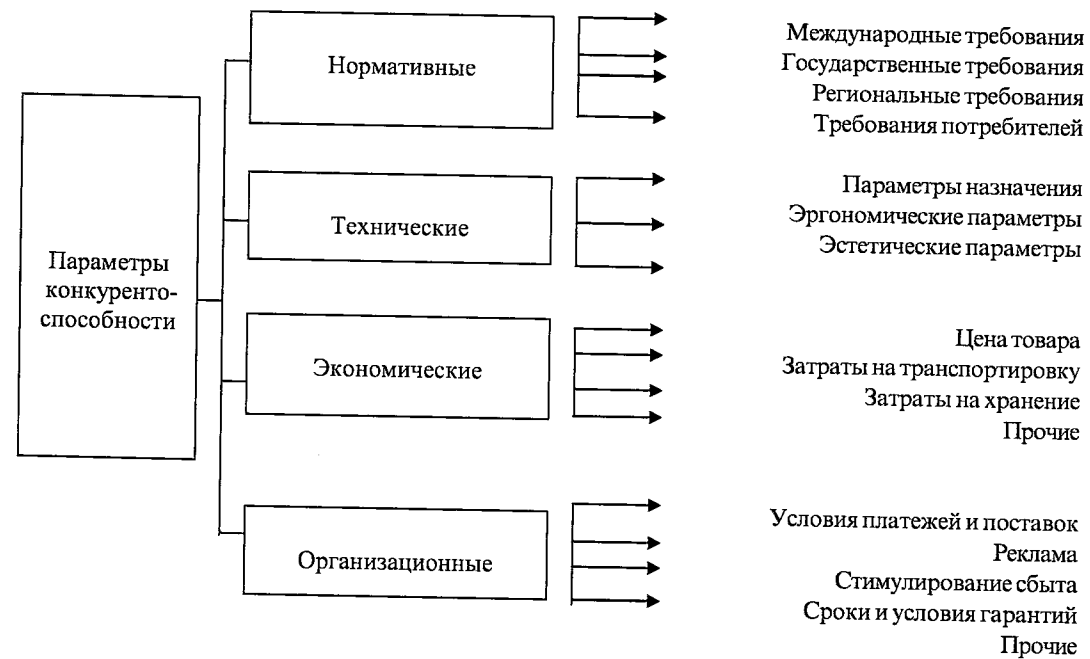 Параметры
конкуренто-
способности
Нормативные
Международные требования
Государственные требования
Региональные требования
Требования потребителей
Технические
Параметры назначения
Эргономические параметры
Эстетические параметры
Экономические
Цена товара
Затраты на транспортировку
Затраты на хранение
Прочие
Организационные
Условия платежей и поставок
Реклама
Стимулирование сбыта
Сроки и условия гарантий
Прочие